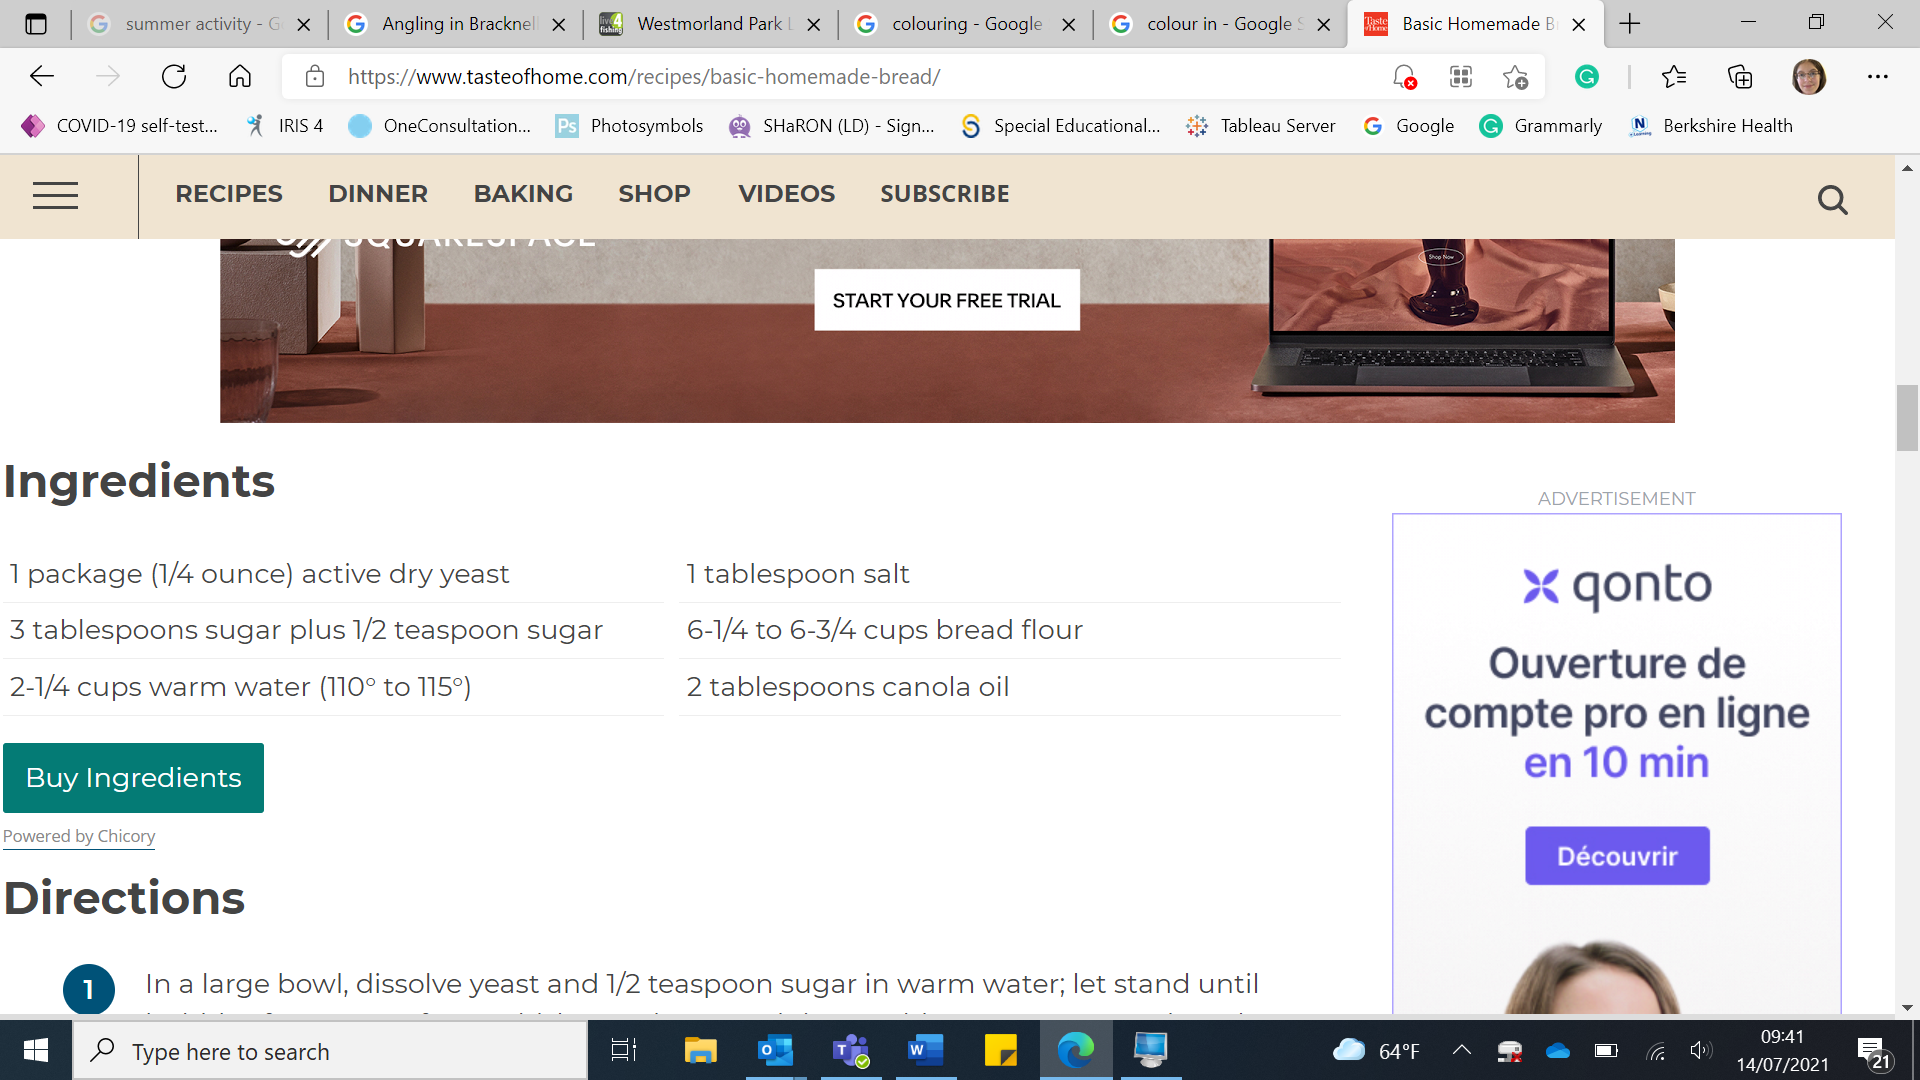 summer activity - G
Angling in Bracknell
Westmorland Park L
colouring - Google
colour in - Google S
Basic Homemade B
https://www.tasteofhome.com/recipes/basic-homemade-bread/
COVID-19 self-test...
IRIS 4
OneConsultation...
Photosymbols
SHaRON (LD) - Sign...
Special Educational...
Tableau Server
Google
Grammarly
Berkshire Health
RECIPES DINNER BAKING SHOP VIDEOS SUBSCRIBE
SQUARESPACE
Shop Now
START YOUR FREE TRIAL
Ingredients
1 package (1/4 ounce) active dry yeast
3 tablespoons sugar plus 1/2 teaspoon sugar
2-1/4 cups warm water (110° to 115°)
1 tablespoon salt
6-1/4 to 6-3/4 cups bread flour
2 tablespoons canola oil
Buy Ingredients
Powered by Chicory
Directions
1
In a large bowl, dissolve yeast and 1/2 teaspoon sugar in warm water; let stand until
ADVERTISEMENT
qonto
Ouverture de
compte pro en ligne
en 10 min
Découvrir
Type here to search
64°F
09:41
14/07/2021
21